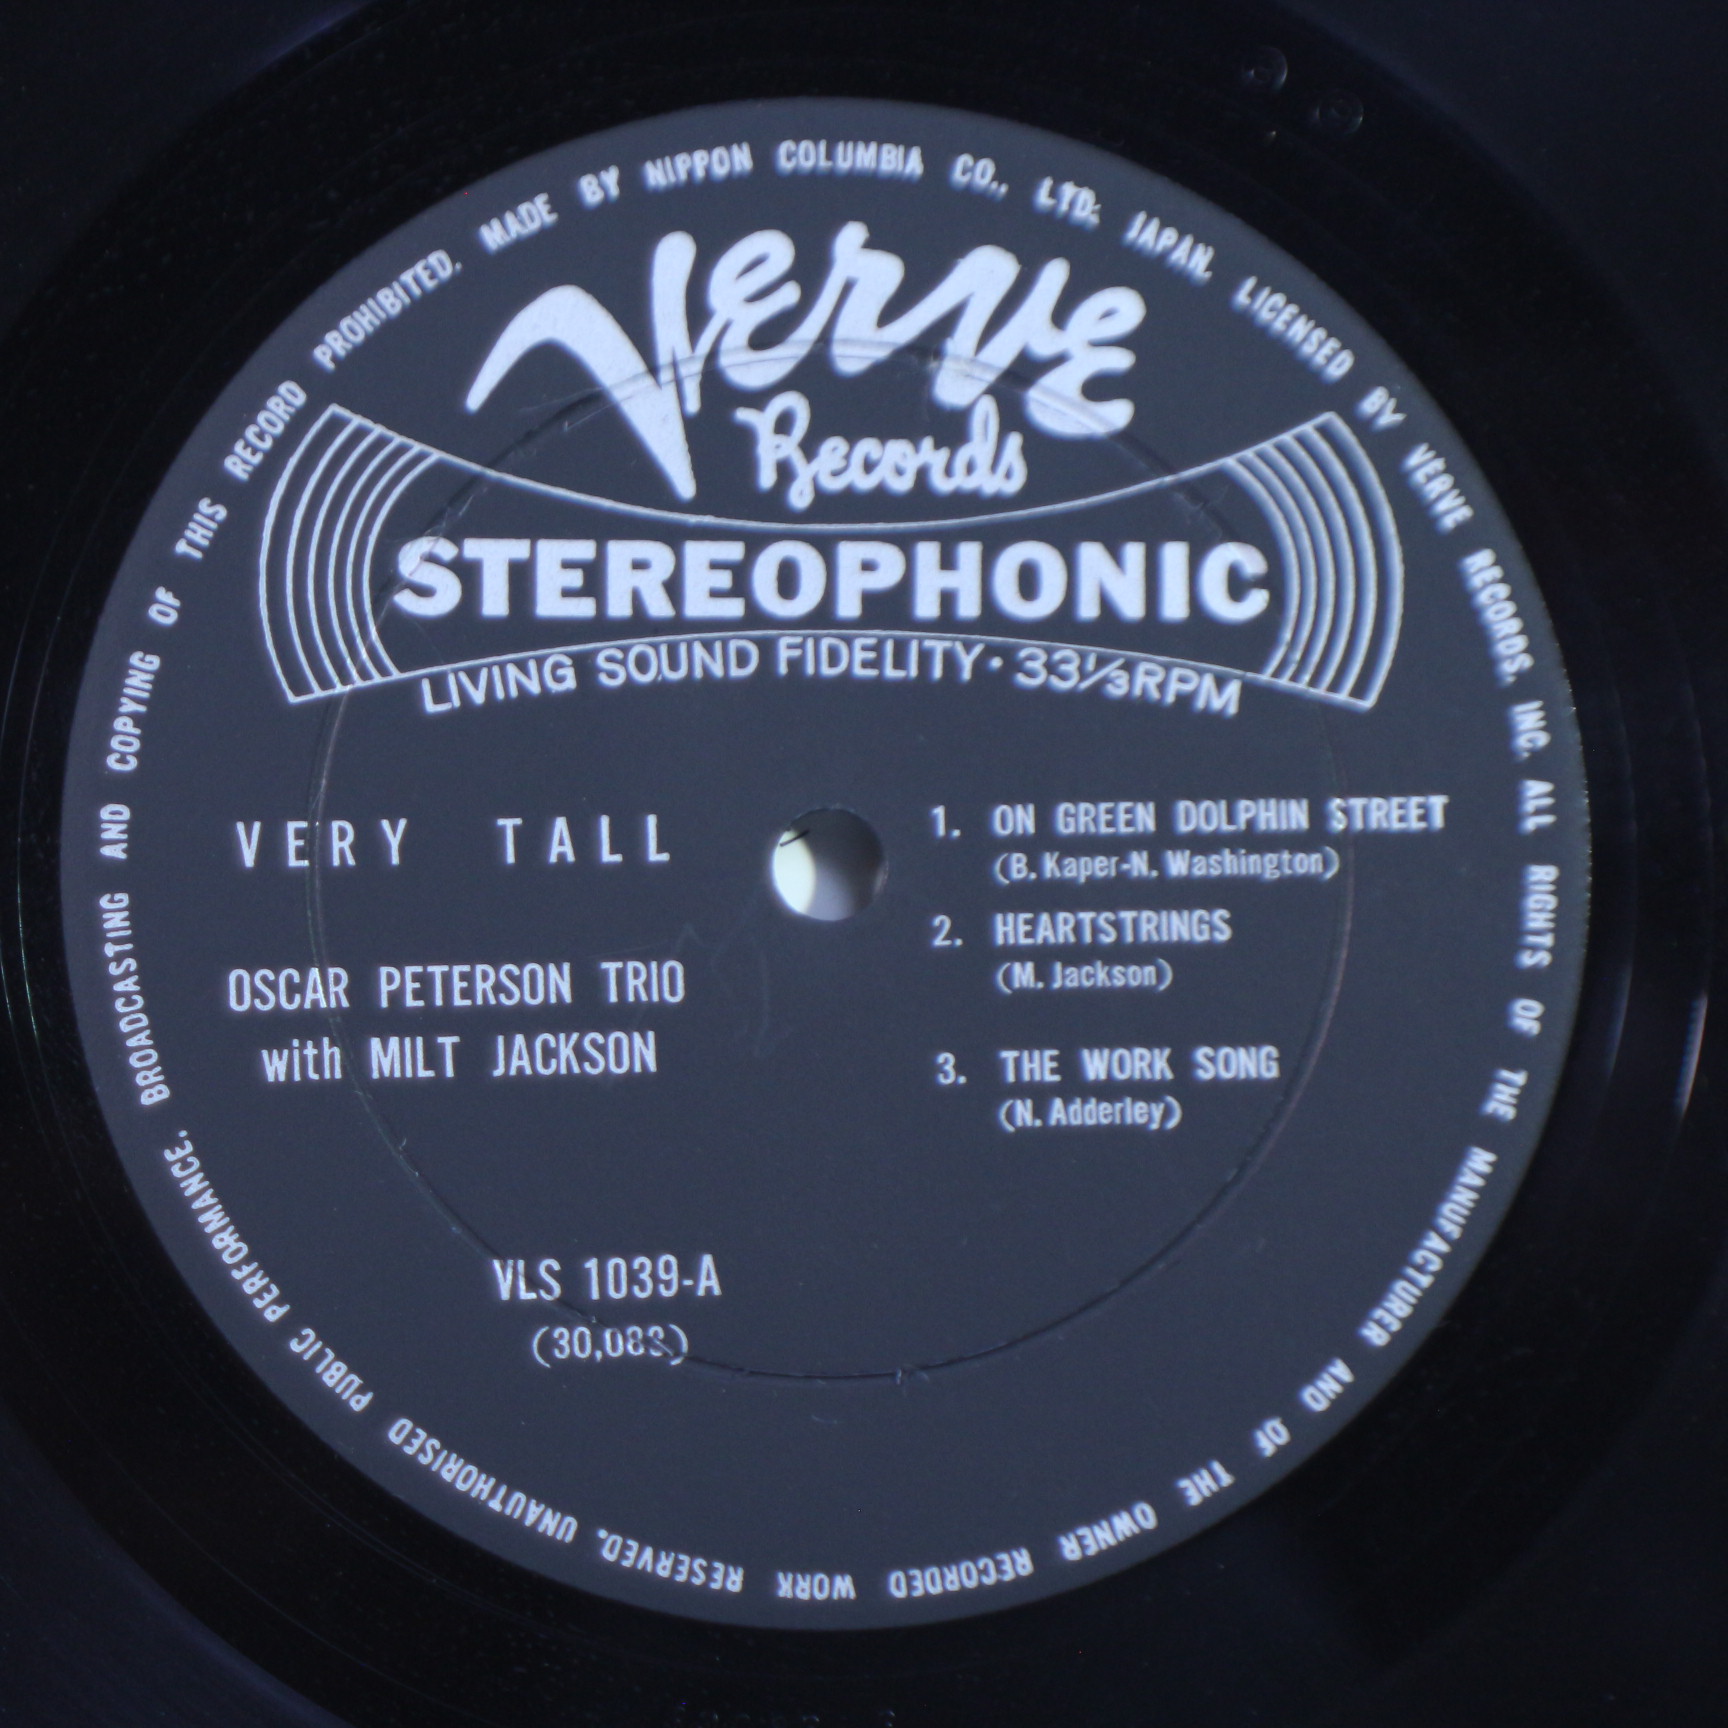 BROADCASTING AND COPYING OF THIS RECORD PROHIBITED. MADE BY NIPPON COLUMBIA CO., LTD. JAPAN. LICENSED BY VERVE RECORDS, INC. ALL RIGHTS OF THE MANUFACTURER AND OF THE OWNER RECORDED WORK RESERVED. UNAUTHORISED PUBLIC PERFORMANCE.
Verve
Records
STEREOPHONIC
LIVING SOUND FIDELITY · 33⅓RPM
VERY TALL
OSCAR PETERSON TRIO
with MILT JACKSON
1. ON GREEN DOLPHIN STREET
(B. Kaper-N. Washington)
2. HEARTSTRINGS
(M. Jackson)
3. THE WORK SONG
(N. Adderley)
VLS 1039-A